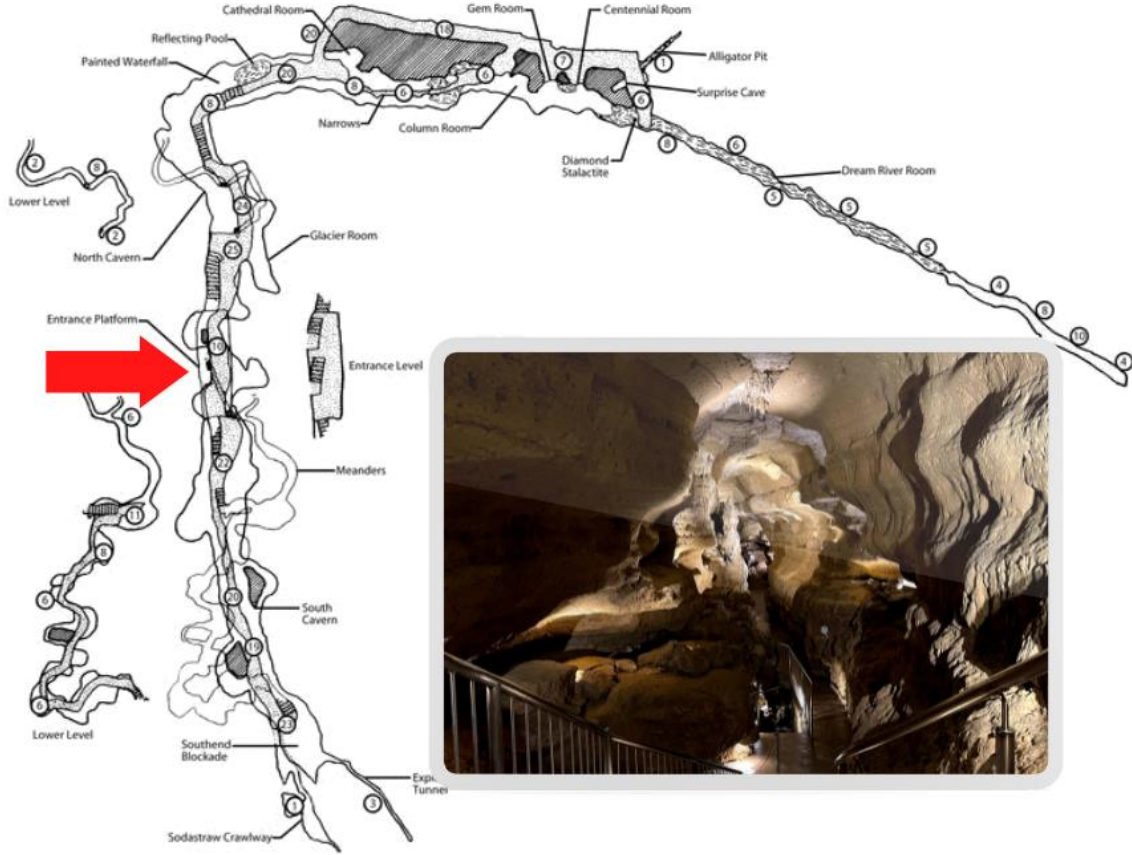 Cathedral Room
Gem Room
Centennial Room
20
18
Reflecting Pool
7
Alligator Pit
1
Painted Waterfall
20
6
8
6
6
Surprise Cave
8
Narrows
Column Room
8
6
Diamond
Stalactite
Dream River Room
2
8
5
5
Lower Level
24
2
North Cavern
25
Glacier Room
5
4
8
Entrance Platform
10
10
Entrance Level
4
6
22
Meanders
11
8
6
20
South
Cavern
19
6
Lower Level
23
Southend
Blockade
Tunnel
1
3
Sodastraw Crawlway